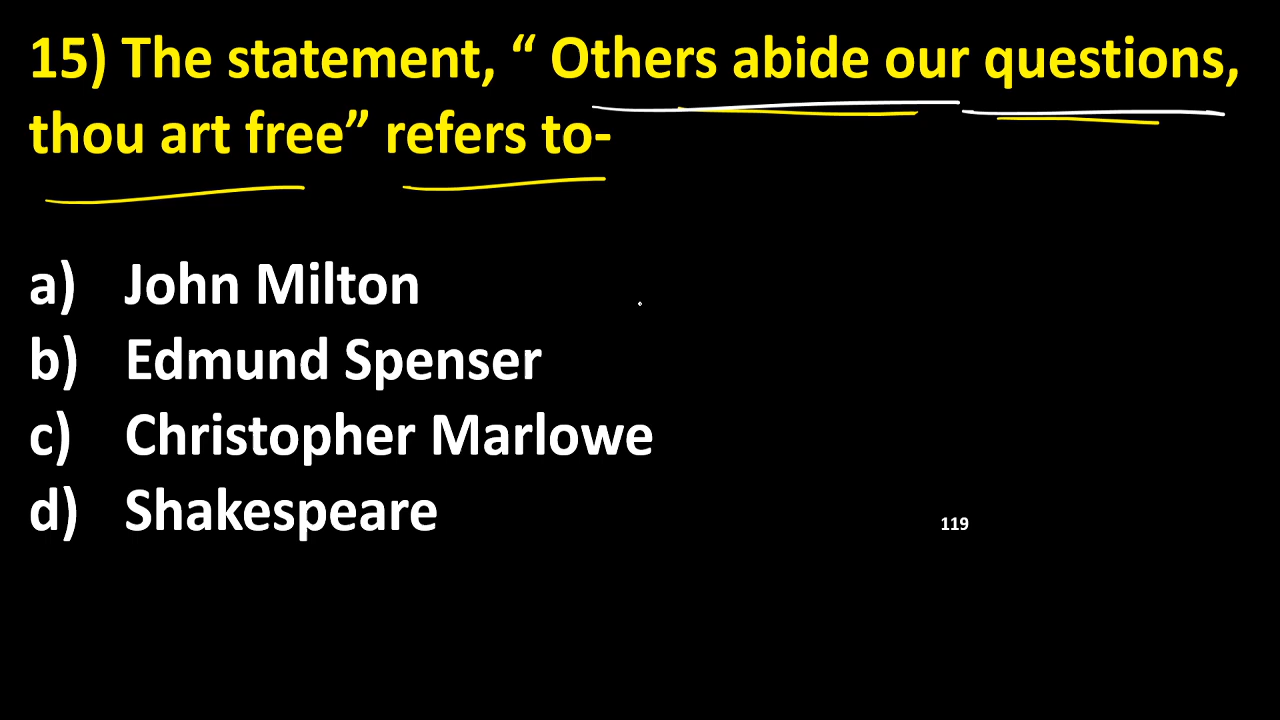 15) The statement, “ Others abide our questions,
thou art free” refers to-
a) John Milton
b) Edmund Spenser
c) Christopher Marlowe
d) Shakespeare
119